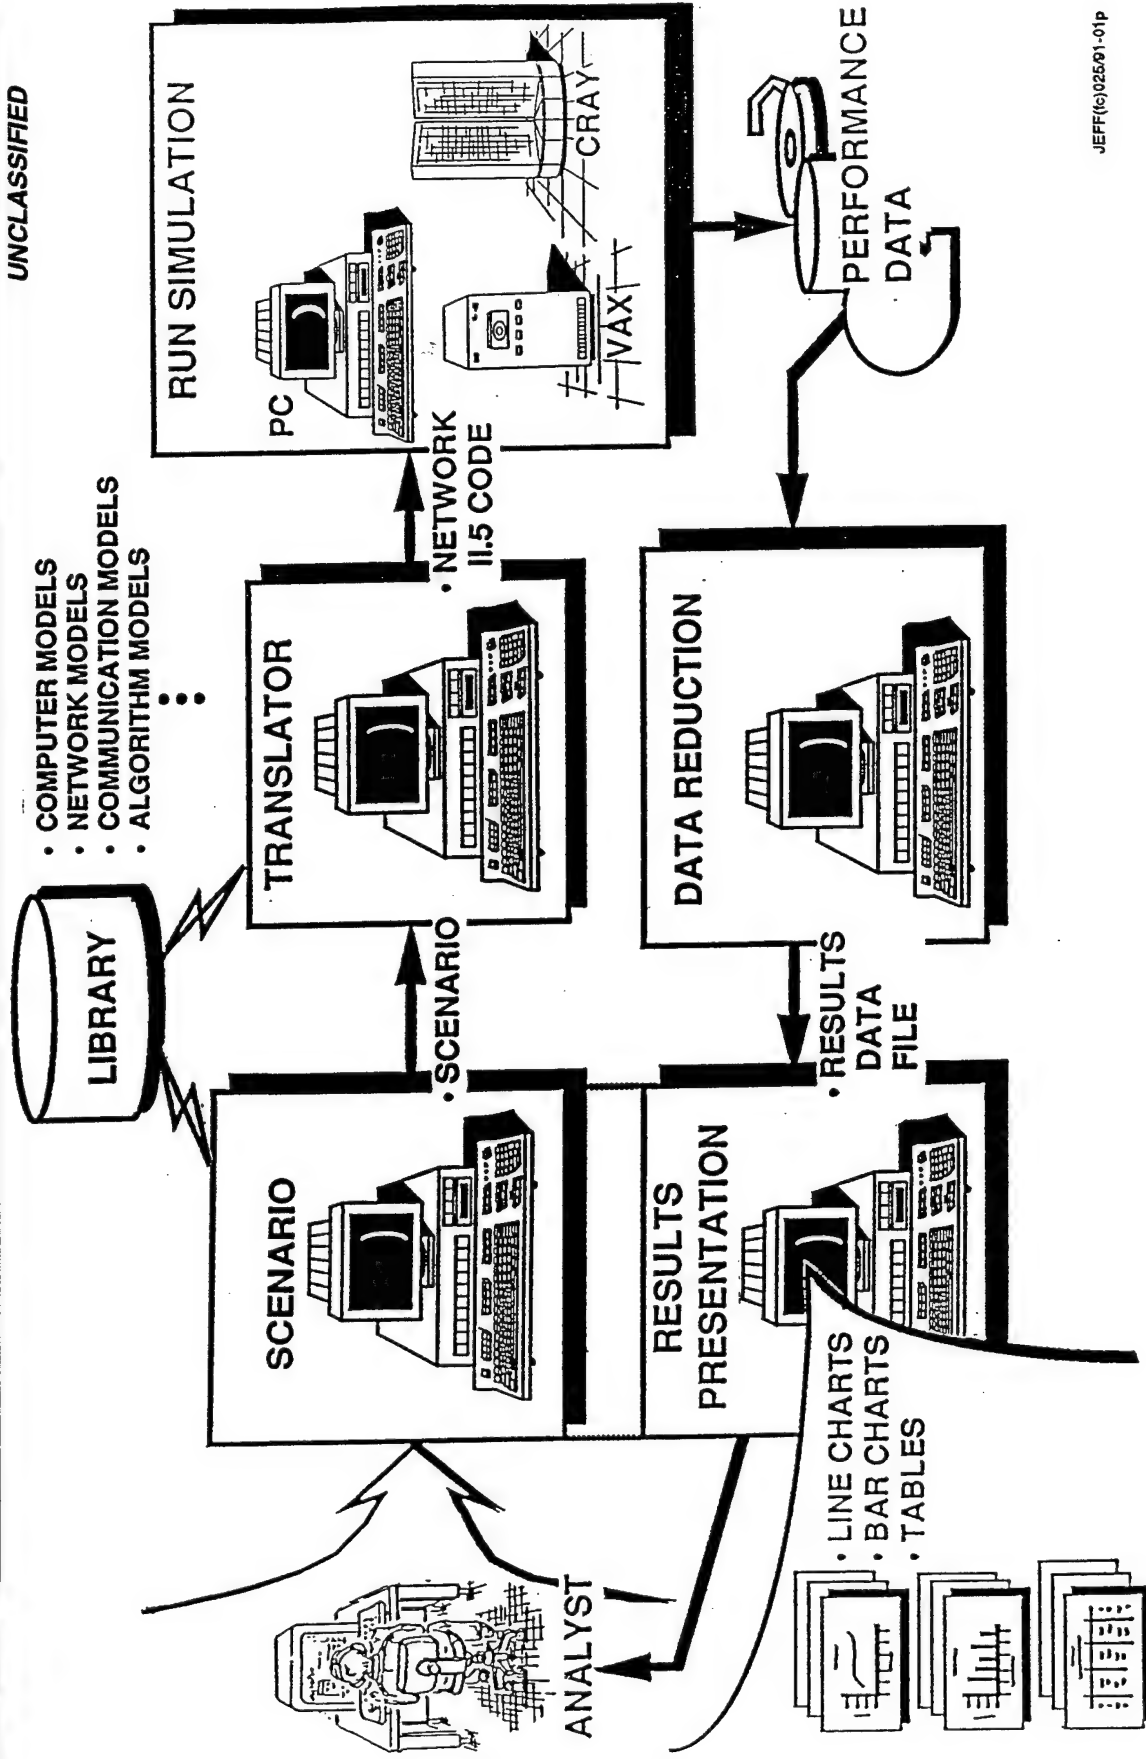 UNCLASSIFIED
LIBRARY
• COMPUTER MODELS
• NETWORK MODELS
• COMMUNICATION MODELS
• ALGORITHM MODELS
SCENARIO
• SCENARIO
TRANSLATOR
• NETWORK
II.5 CODE
RUN SIMULATION
PC
VAX
CRAY
ANALYST
RESULTS
PRESENTATION
• RESULTS
DATA
FILE
DATA REDUCTION
PERFORMANCE
DATA
• LINE CHARTS
• BAR CHARTS
• TABLES
JEFF(fc)025/91-01p